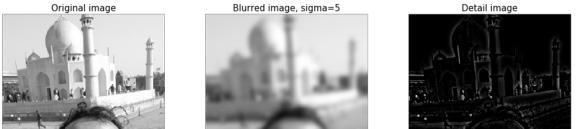 Original image
Blurred image, sigma=5
Detail image